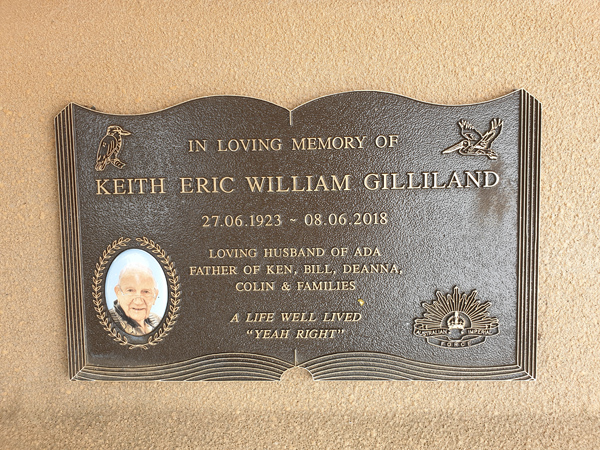 IN LOVING MEMORY OF
KEITH ERIC WILLIAM GILLILAND
27.06.1923 ~ 08.06.2018
LOVING HUSBAND OF ADA
FATHER OF KEN, BILL, DEANNA,
COLIN & FAMILIES
A LIFE WELL LIVED
"YEAH RIGHT"
AUSTRALIAN IMPERIAL
FORCE